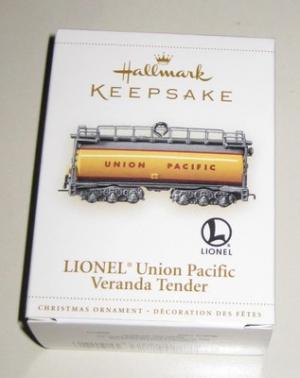 Hallmark
KEEPSAKE
UNION PACIFIC
L
LIONEL
LIONEL® Union Pacific
Veranda Tender
CHRISTMAS ORNAMENT • DÉCORATION DES FÊTES